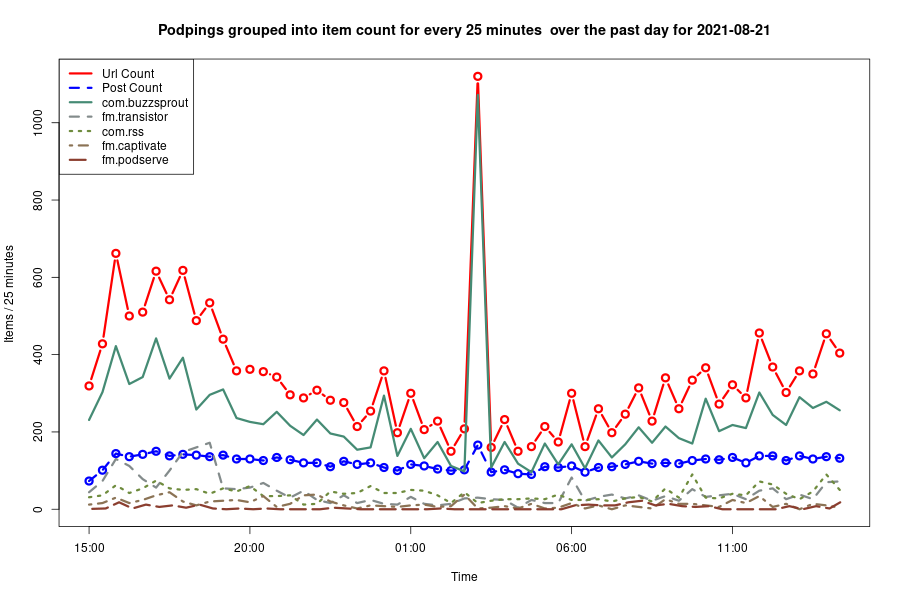 Podpings grouped into item count for every 25 minutes  over the past day for 2021-08-21
Url Count
Post Count
com.buzzsprout
fm.transistor
com.rss
fm.captivate
fm.podserve
Items / 25 minutes
1000
800
600
400
200
0
15:00 20:00 01:00 06:00 11:00
Time